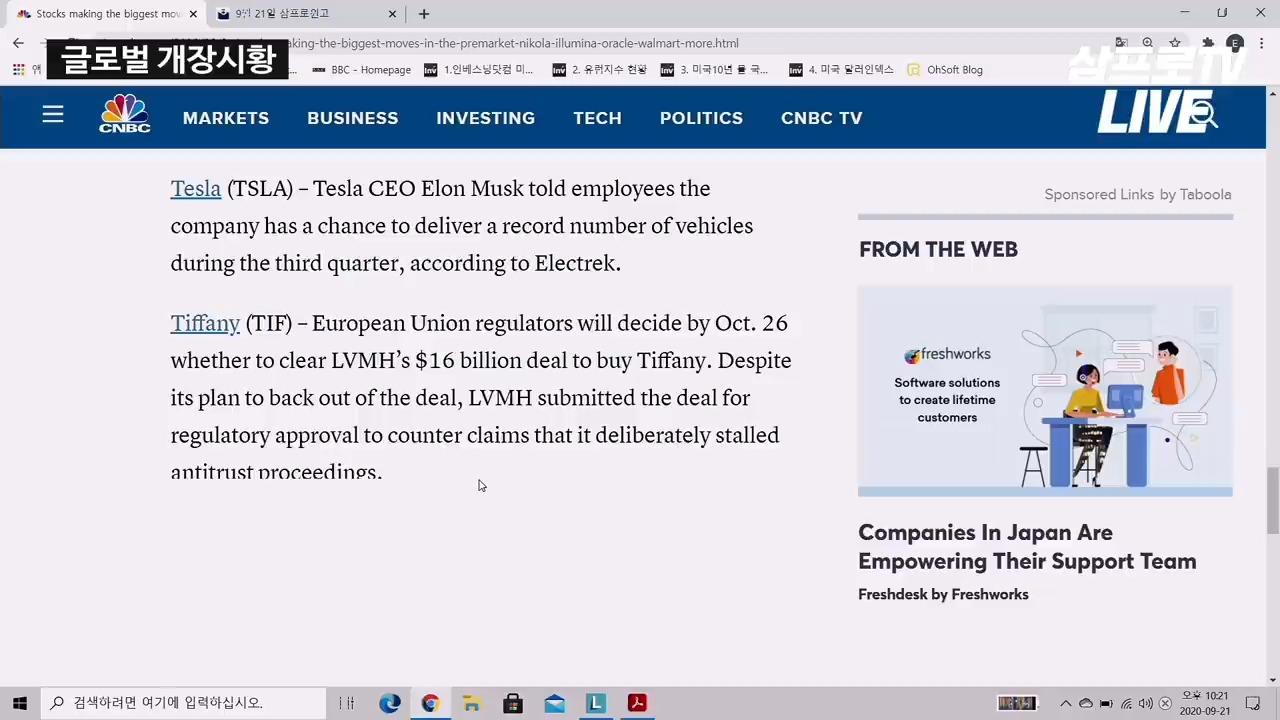 Stocks making the biggest moves
9월 21일 삼프로원고
글로벌 개장시황
aking-the-biggest-moves-in-the-premarket-nikola-illumina-oracle-walmart-more.html
삼프로TV
BBC - Homepage
1.인베스팅닷컴 미...
2. 유럽지수 현황
3. 미국10년 물 국...
4. 미국 달러인덱스
OhSoft Blog
LIVE
CNBC
MARKETS
BUSINESS
INVESTING
TECH
POLITICS
CNBC TV
Tesla (TSLA) – Tesla CEO Elon Musk told employees the
company has a chance to deliver a record number of vehicles
during the third quarter, according to Electrek.
Tiffany (TIF) – European Union regulators will decide by Oct. 26
whether to clear LVMH’s $16 billion deal to buy Tiffany. Despite
its plan to back out of the deal, LVMH submitted the deal for
regulatory approval to counter claims that it deliberately stalled
antitrust proceedings.
Sponsored Links by Taboola
FROM THE WEB
freshworks
Software solutions
to create lifetime
customers
Companies In Japan Are
Empowering Their Support Team
Freshdesk by Freshworks
검색하려면 여기에 입력하십시오.
오후 10:21
2020-09-21